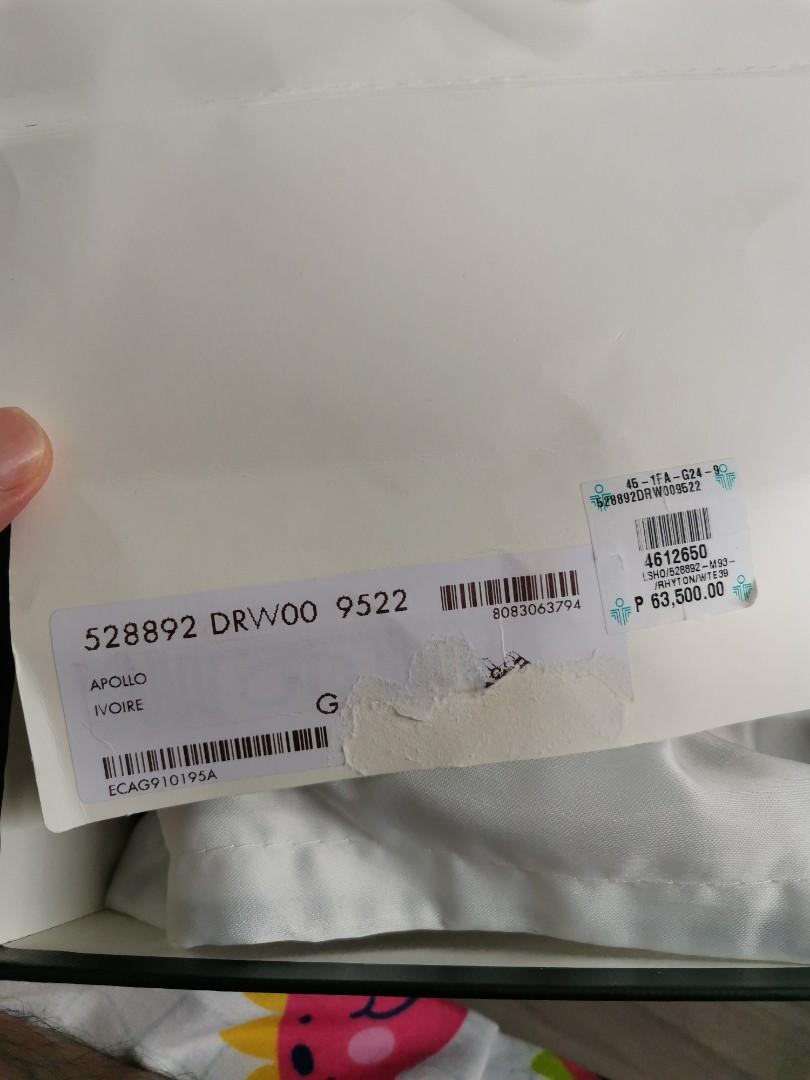 45-1FA-G24-9
528892DRW009522
4612650
LSHO/528892-M93-
/RHYTON/WTE39
₱ 63,500.00
528892 DRW00 9522
8083063794
APOLLO
IVOIRE
G
ECAG910195A